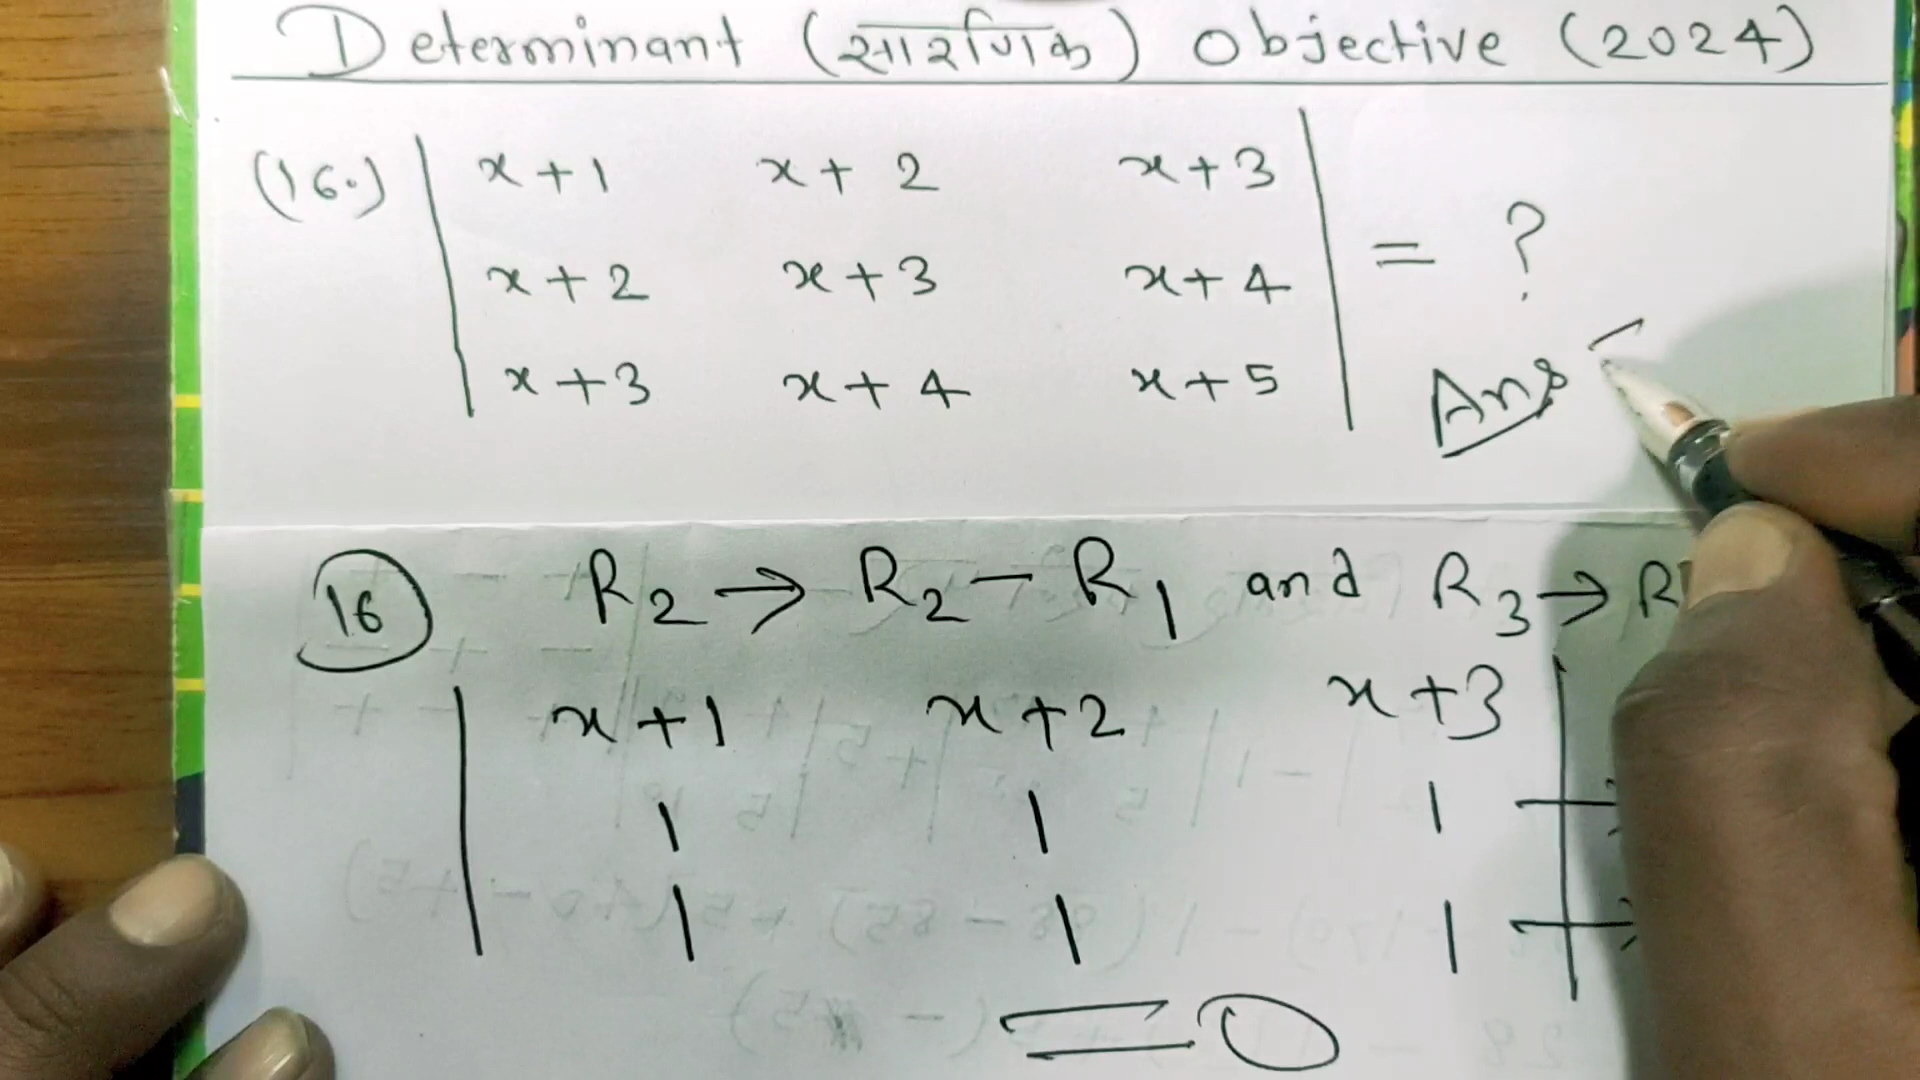 Determinant (सारणिक) Objective (2024)
(16.) | x+1 x+2 x+3 |
| x+2 x+3 x+4 | = ?
| x+3 x+4 x+5 | Ans
16 R₂ → R₂ - R₁ and R₃ → R
| x+1 x+2 x+3 |
| 1 1 1 | →
| 1 1 1 | →
= 0